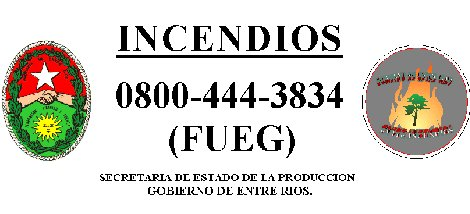 INCENDIOS
0800-444-3834
(FUEG)
SECRETARIA DE ESTADO DE LA PRODUCCION
GOBIERNO DE ENTRE RIOS.